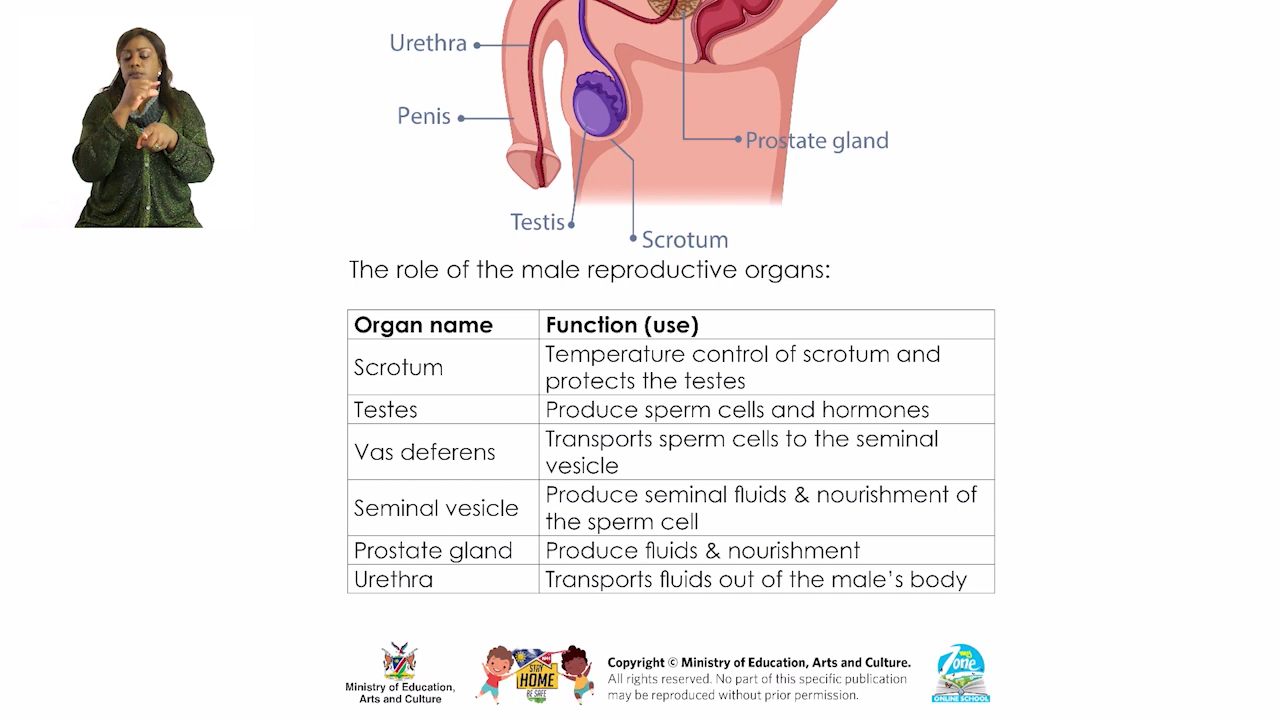 Urethra
Penis
Prostate gland
Testis
Scrotum
The role of the male reproductive organs:
Organ name Function (use)
Scrotum Temperature control of scrotum and
protects the testes
Testes Produce sperm cells and hormones
Vas deferens Transports sperm cells to the seminal
vesicle
Seminal vesicle Produce seminal fluids & nourishment of
the sperm cell
Prostate gland Produce fluids & nourishment
Urethra Transports fluids out of the male's body
Ministry of Education,
Arts and Culture
STAY
HOME
BE SAFE
Copyright © Ministry of Education, Arts and Culture.
All rights reserved. No part of this specific publication
may be reproduced without prior permission.
my
Zone
ONLINE SCHOOL